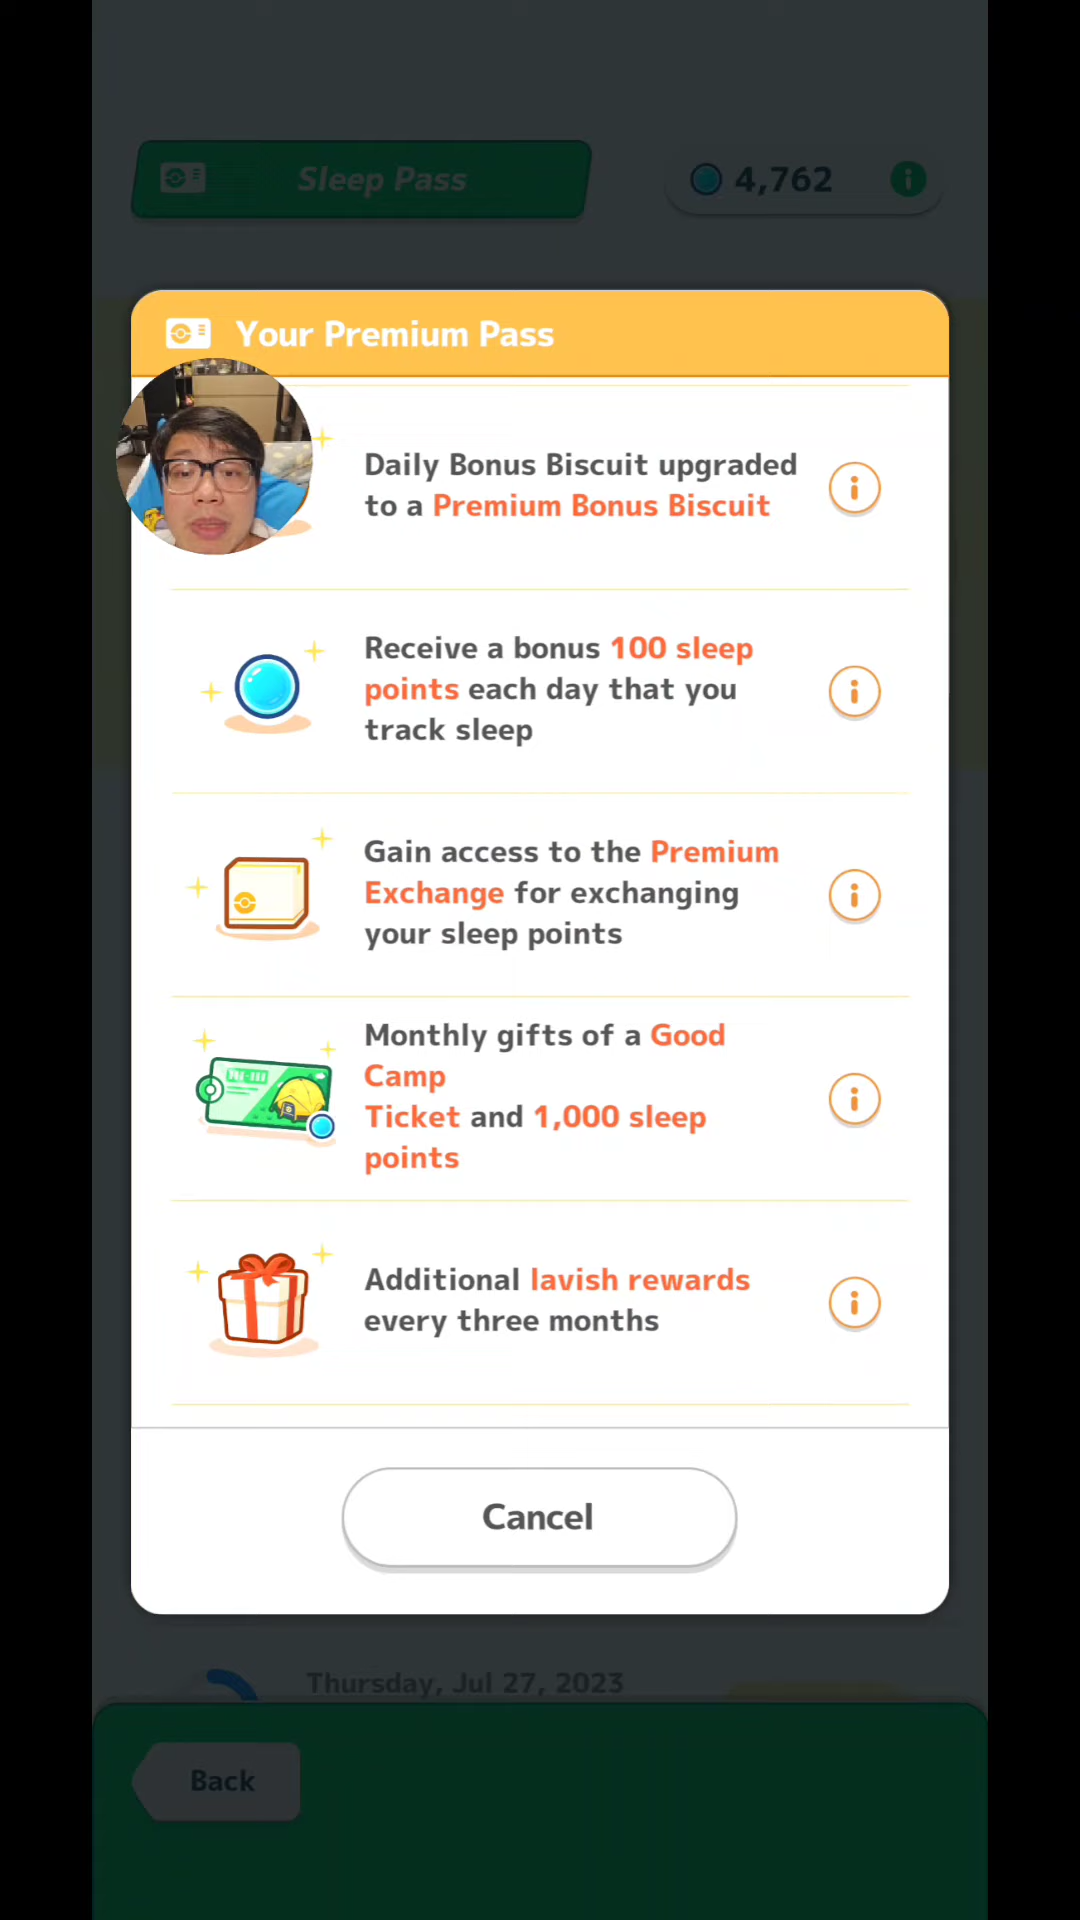 Sleep Pass
4,762
Your Premium Pass
Daily Bonus Biscuit upgraded
to a Premium Bonus Biscuit
Receive a bonus 100 sleep
points each day that you
track sleep
Gain access to the Premium
Exchange for exchanging
your sleep points
Monthly gifts of a Good
Camp
Ticket and 1,000 sleep
points
Additional lavish rewards
every three months
Cancel
Thursday, Jul 27, 2023
Back